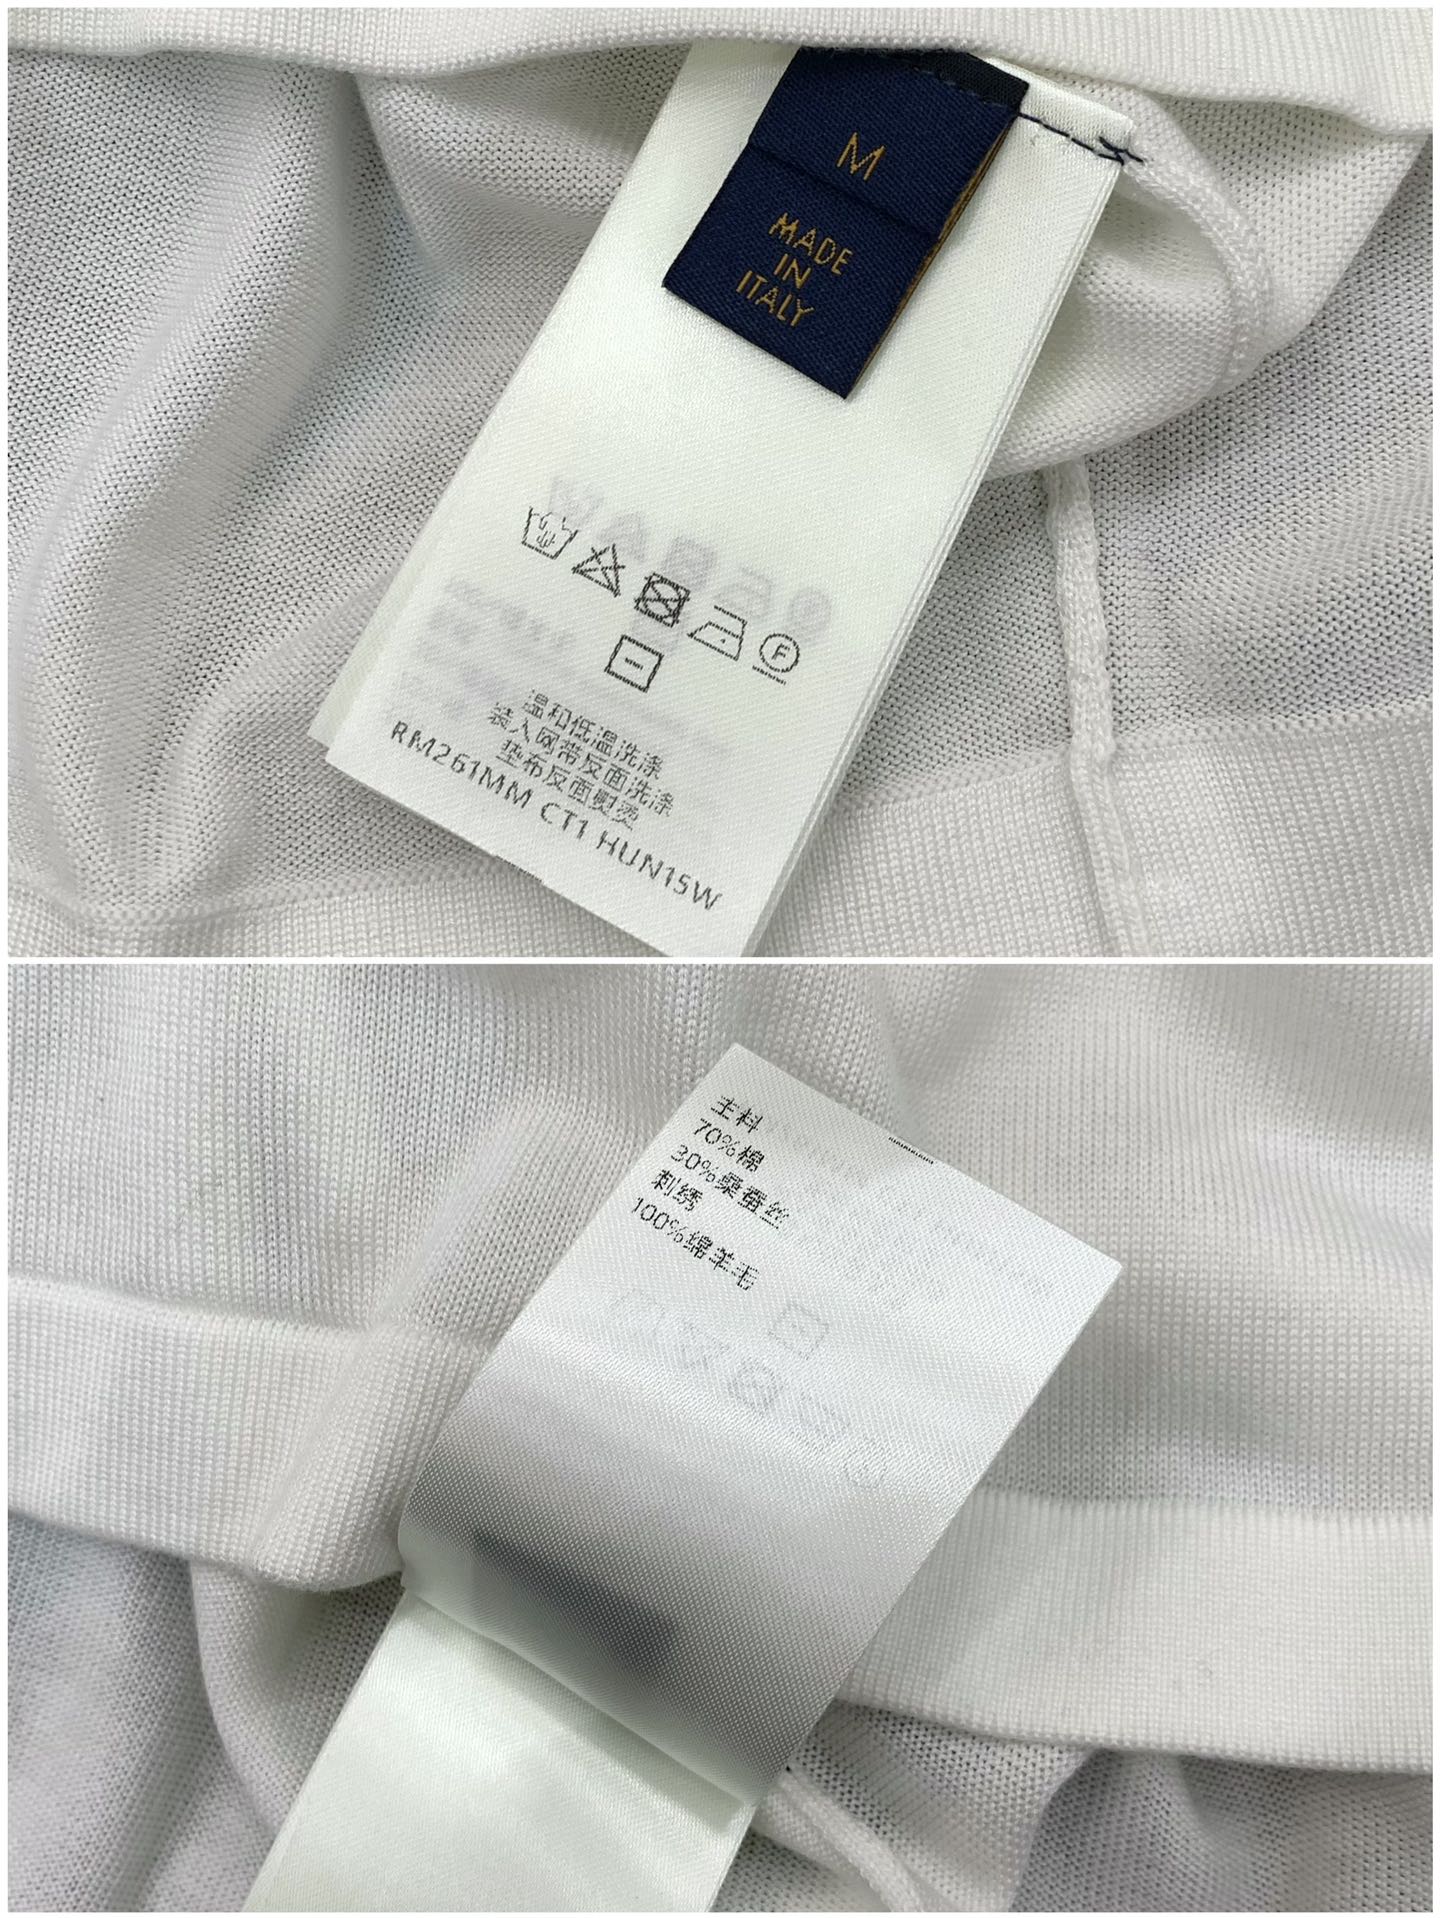 M
MADE
IN
ITALY
F
温和低温洗涤
装入网带反面洗涤
垫布反面熨烫
RM261MM CT1 HUN15W
主料
70%棉
30%桑蚕丝
刺绣
100%绵羊毛